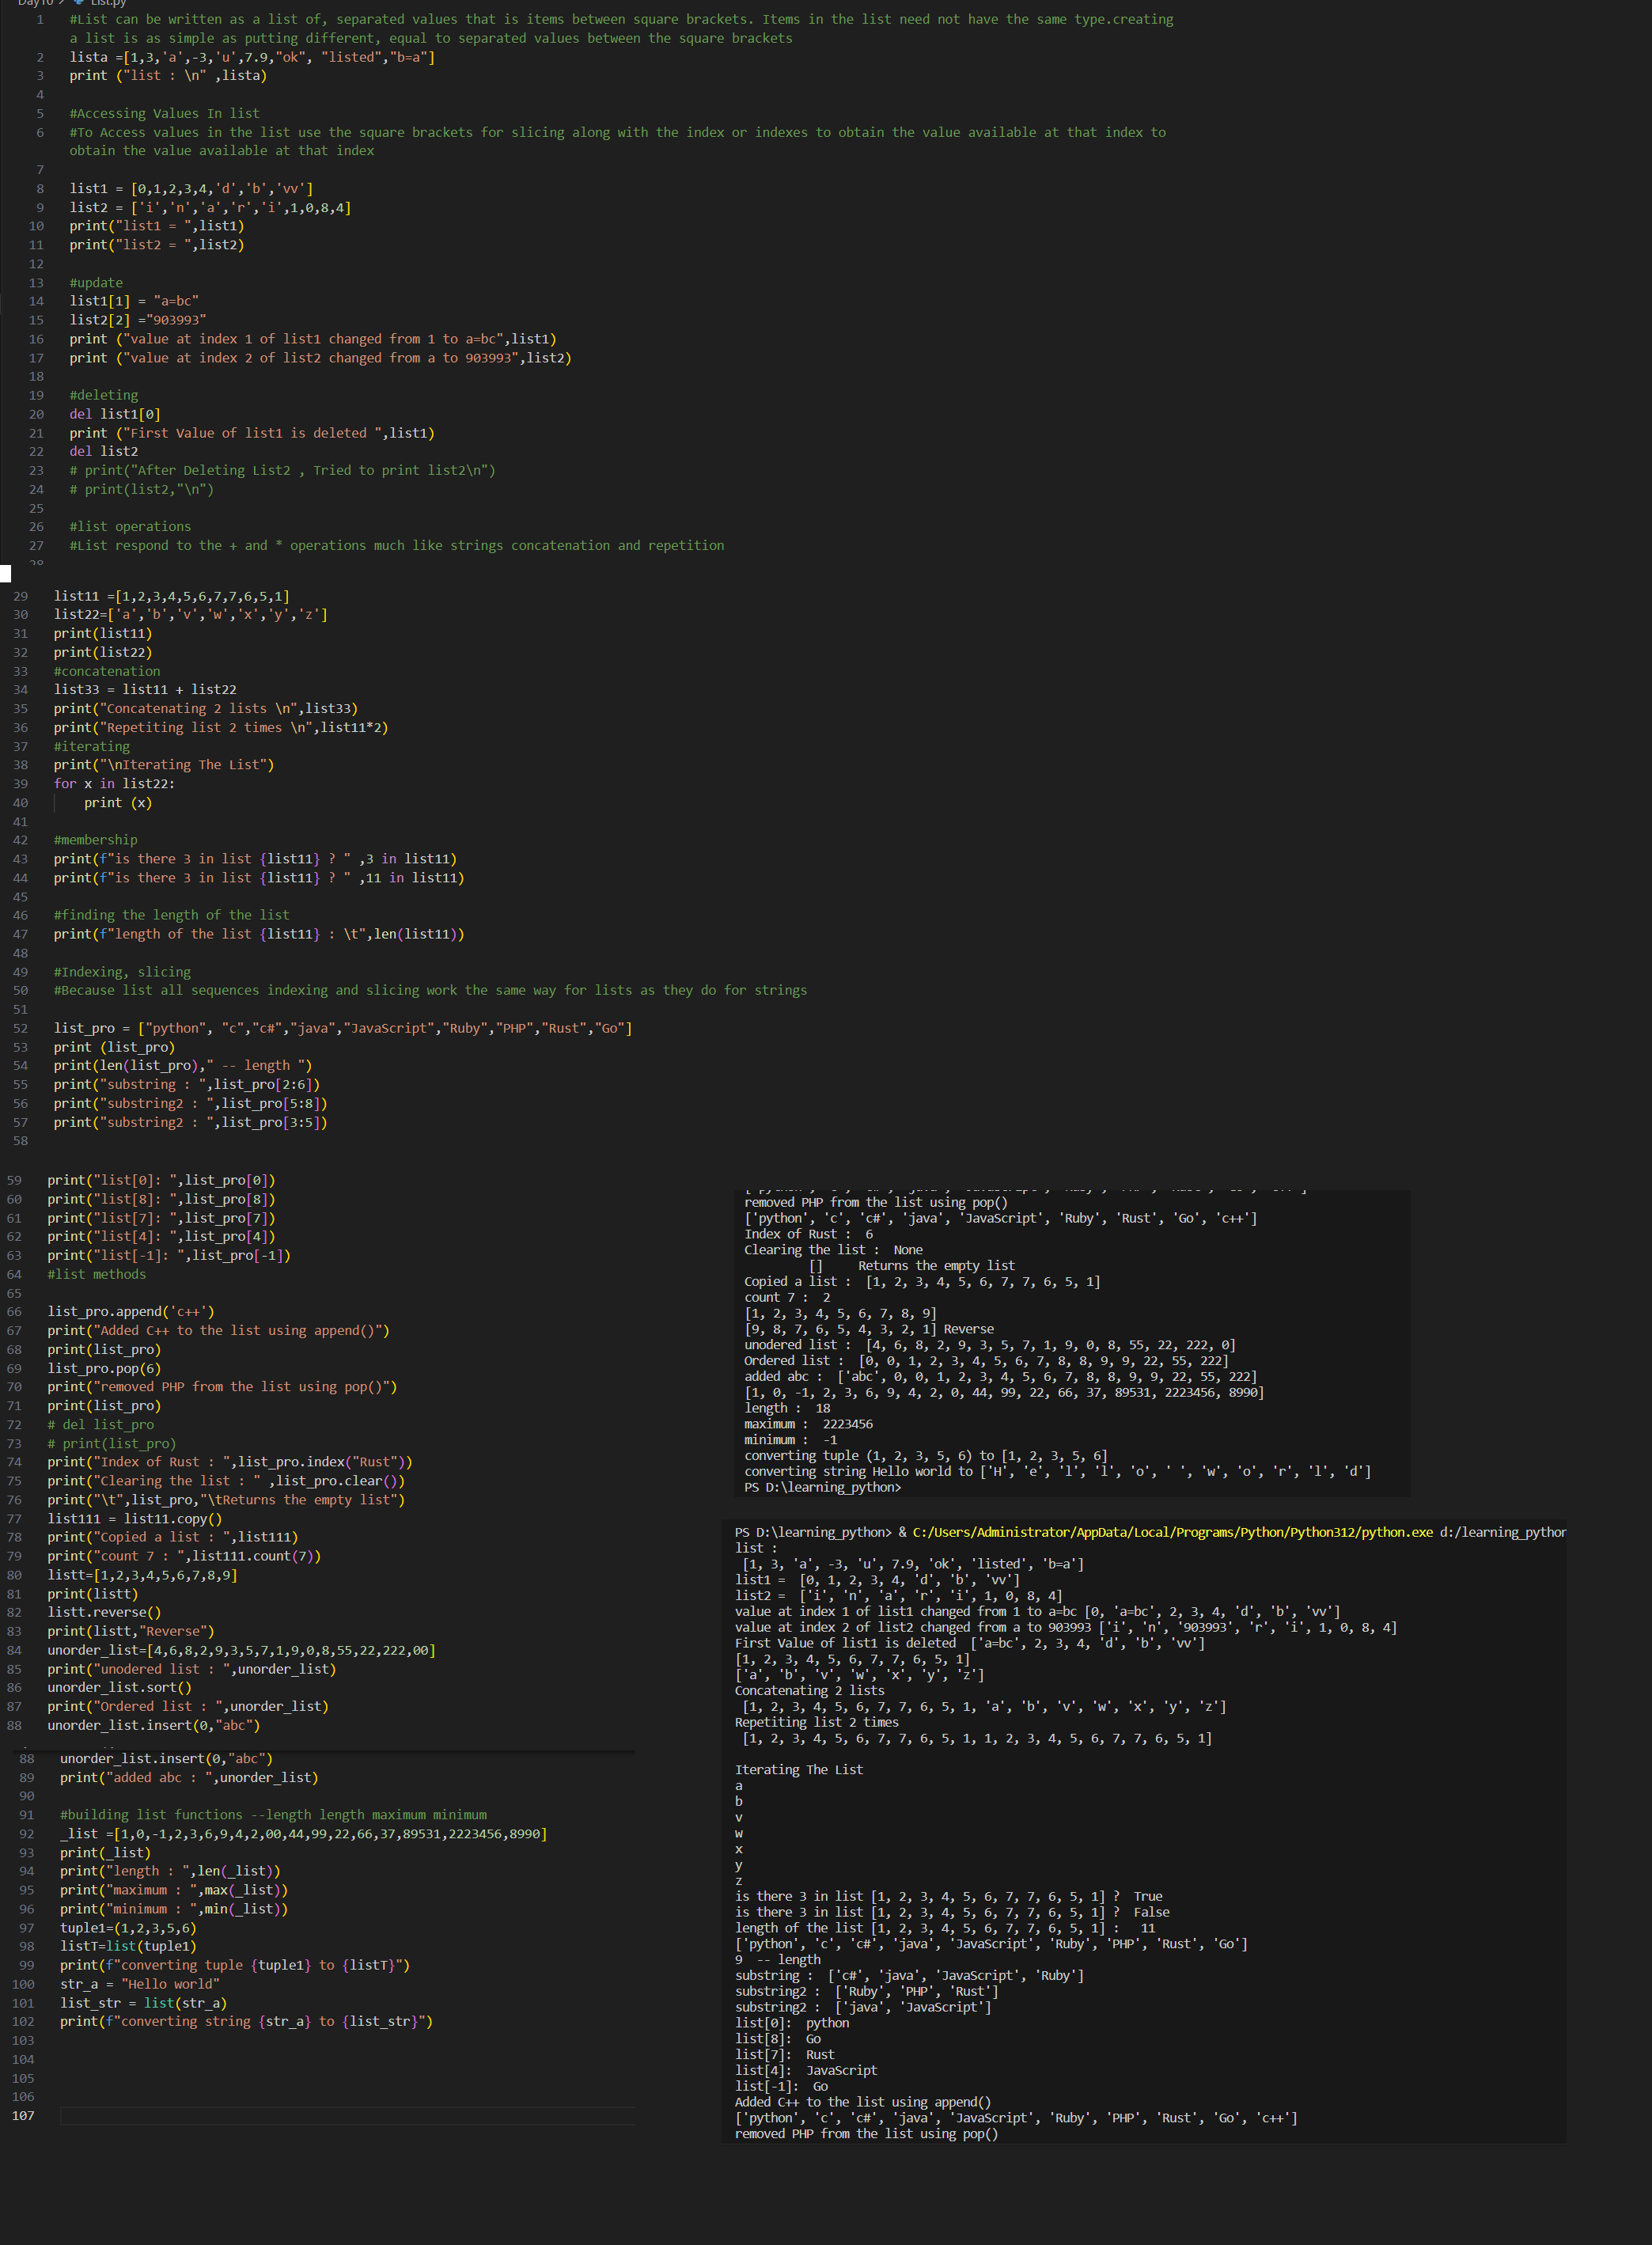 Day10 > List.py
1 #List can be written as a list of, separated values that is items between square brackets. Items in the list need not have the same type.creating
a list is as simple as putting different, equal to separated values between the square brackets
2 lista =[1,3,'a',-3,'u',7.9,"ok", "listed","b=a"]
3 print ("list : \n" ,lista)
4
5 #Accessing Values In list
6 #To Access values in the list use the square brackets for slicing along with the index or indexes to obtain the value available at that index to
obtain the value available at that index
7
8 list1 = [0,1,2,3,4,'d','b','vv']
9 list2 = ['i','n','a','r','i',1,0,8,4]
10 print("list1 = ",list1)
11 print("list2 = ",list2)
12
13 #update
14 list1[1] = "a=bc"
15 list2[2] ="903993"
16 print ("value at index 1 of list1 changed from 1 to a=bc",list1)
17 print ("value at index 2 of list2 changed from a to 903993",list2)
18
19 #deleting
20 del list1[0]
21 print ("First Value of list1 is deleted ",list1)
22 del list2
23 # print("After Deleting List2 , Tried to print list2\n")
24 # print(list2,"\n")
25
26 #list operations
27 #List respond to the + and * operations much like strings concatenation and repetition
28
29 list11 =[1,2,3,4,5,6,7,7,6,5,1]
30 list22=['a','b','v','w','x','y','z']
31 print(list11)
32 print(list22)
33 #concatenation
34 list33 = list11 + list22
35 print("Concatenating 2 lists \n",list33)
36 print("Repetiting list 2 times \n",list11*2)
37 #iterating
38 print("\nIterating The List")
39 for x in list22:
40 print (x)
41
42 #membership
43 print(f"is there 3 in list {list11} ? " ,3 in list11)
44 print(f"is there 3 in list {list11} ? " ,11 in list11)
45
46 #finding the length of the list
47 print(f"length of the list {list11} : \t",len(list11))
48
49 #Indexing, slicing
50 #Because list all sequences indexing and slicing work the same way for lists as they do for strings
51
52 list_pro = ["python", "c","c#","java","JavaScript","Ruby","PHP","Rust","Go"]
53 print (list_pro)
54 print(len(list_pro)," -- length ")
55 print("substring : ",list_pro[2:6])
56 print("substring2 : ",list_pro[5:8])
57 print("substring2 : ",list_pro[3:5])
58
59 print("list[0]: ",list_pro[0])
60 print("list[8]: ",list_pro[8])
61 print("list[7]: ",list_pro[7])
62 print("list[4]: ",list_pro[4])
63 print("list[-1]: ",list_pro[-1])
64 #list methods
65
66 list_pro.append('c++')
67 print("Added C++ to the list using append()")
68 print(list_pro)
69 list_pro.pop(6)
70 print("removed PHP from the list using pop()")
71 print(list_pro)
72 # del list_pro
73 # print(list_pro)
74 print("Index of Rust : ",list_pro.index("Rust"))
75 print("Clearing the list : " ,list_pro.clear())
76 print("\t",list_pro,"\tReturns the empty list")
77 list111 = list11.copy()
78 print("Copied a list : ",list111)
79 print("count 7 : ",list111.count(7))
80 listt=[1,2,3,4,5,6,7,8,9]
81 print(listt)
82 listt.reverse()
83 print(listt,"Reverse")
84 unorder_list=[4,6,8,2,9,3,5,7,1,9,0,8,55,22,222,00]
85 print("unodered list : ",unorder_list)
86 unorder_list.sort()
87 print("Ordered list : ",unorder_list)
88 unorder_list.insert(0,"abc")
88 unorder_list.insert(0,"abc")
89 print("added abc : ",unorder_list)
90
91 #building list functions --length length maximum minimum
92 _list =[1,0,-1,2,3,6,9,4,2,00,44,99,22,66,37,89531,2223456,8990]
93 print(_list)
94 print("length : ",len(_list))
95 print("maximum : ",max(_list))
96 print("minimum : ",min(_list))
97 tuple1=(1,2,3,5,6)
98 listT=list(tuple1)
99 print(f"converting tuple {tuple1} to {listT}")
100 str_a = "Hello world"
101 list_str = list(str_a)
102 print(f"converting string {str_a} to {list_str}")
103
104
105
106
107
removed PHP from the list using pop()
['python', 'c', 'c#', 'java', 'JavaScript', 'Ruby', 'Rust', 'Go', 'c++']
Index of Rust :  6
Clearing the list :  None
[] Returns the empty list
Copied a list :  [1, 2, 3, 4, 5, 6, 7, 7, 6, 5, 1]
count 7 :  2
[1, 2, 3, 4, 5, 6, 7, 8, 9]
[9, 8, 7, 6, 5, 4, 3, 2, 1] Reverse
unodered list :  [4, 6, 8, 2, 9, 3, 5, 7, 1, 9, 0, 8, 55, 22, 222, 0]
Ordered list :  [0, 0, 1, 2, 3, 4, 5, 6, 7, 8, 8, 9, 9, 22, 55, 222]
added abc :  ['abc', 0, 0, 1, 2, 3, 4, 5, 6, 7, 8, 8, 9, 9, 22, 55, 222]
[1, 0, -1, 2, 3, 6, 9, 4, 2, 0, 44, 99, 22, 66, 37, 89531, 2223456, 8990]
length :  18
maximum :  2223456
minimum :  -1
converting tuple (1, 2, 3, 5, 6) to [1, 2, 3, 5, 6]
converting string Hello world to ['H', 'e', 'l', 'l', 'o', ' ', 'w', 'o', 'r', 'l', 'd']
PS D:\learning_python>
PS D:\learning_python> & C:/Users/Administrator/AppData/Local/Programs/Python/Python312/python.exe d:/learning_python
list :
[1, 3, 'a', -3, 'u', 7.9, 'ok', 'listed', 'b=a']
list1 =  [0, 1, 2, 3, 4, 'd', 'b', 'vv']
list2 =  ['i', 'n', 'a', 'r', 'i', 1, 0, 8, 4]
value at index 1 of list1 changed from 1 to a=bc [0, 'a=bc', 2, 3, 4, 'd', 'b', 'vv']
value at index 2 of list2 changed from a to 903993 ['i', 'n', '903993', 'r', 'i', 1, 0, 8, 4]
First Value of list1 is deleted  ['a=bc', 2, 3, 4, 'd', 'b', 'vv']
[1, 2, 3, 4, 5, 6, 7, 7, 6, 5, 1]
['a', 'b', 'v', 'w', 'x', 'y', 'z']
Concatenating 2 lists
[1, 2, 3, 4, 5, 6, 7, 7, 6, 5, 1, 'a', 'b', 'v', 'w', 'x', 'y', 'z']
Repetiting list 2 times
[1, 2, 3, 4, 5, 6, 7, 7, 6, 5, 1, 1, 2, 3, 4, 5, 6, 7, 7, 6, 5, 1]
Iterating The List
a
b
v
w
x
y
z
is there 3 in list [1, 2, 3, 4, 5, 6, 7, 7, 6, 5, 1] ?  True
is there 3 in list [1, 2, 3, 4, 5, 6, 7, 7, 6, 5, 1] ?  False
length of the list [1, 2, 3, 4, 5, 6, 7, 7, 6, 5, 1] :   11
['python', 'c', 'c#', 'java', 'JavaScript', 'Ruby', 'PHP', 'Rust', 'Go']
9  -- length
substring :  ['c#', 'java', 'JavaScript', 'Ruby']
substring2 :  ['Ruby', 'PHP', 'Rust']
substring2 :  ['java', 'JavaScript']
list[0]:  python
list[8]:  Go
list[7]:  Rust
list[4]:  JavaScript
list[-1]:  Go
Added C++ to the list using append()
['python', 'c', 'c#', 'java', 'JavaScript', 'Ruby', 'PHP', 'Rust', 'Go', 'c++']
removed PHP from the list using pop()